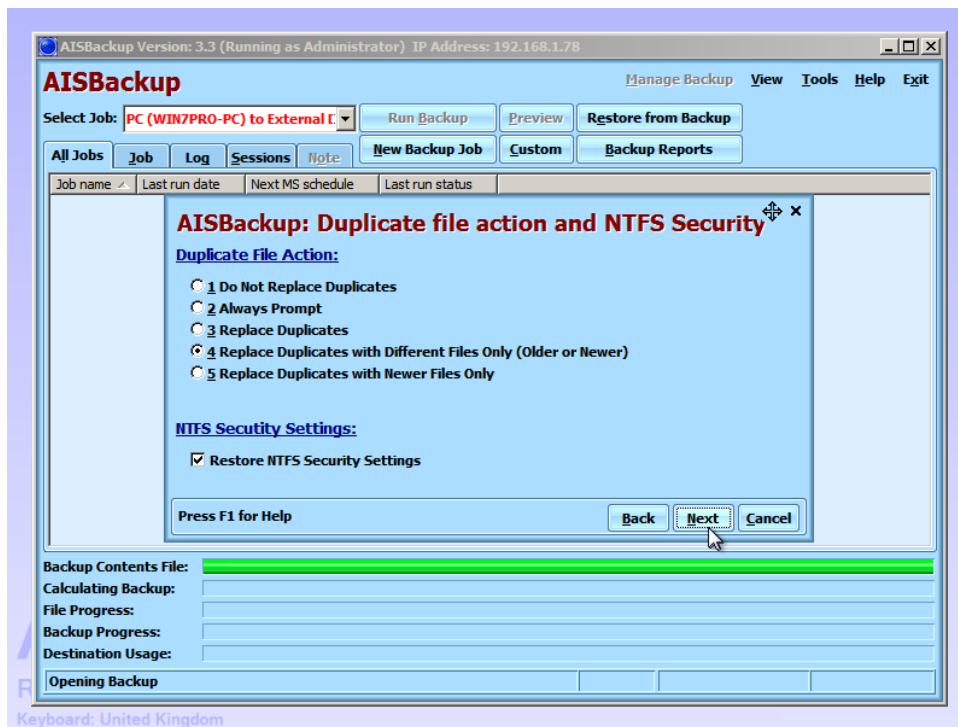 AISBackup Version: 3.3 (Running as Administrator) IP Address: 192.168.1.78
AISBackup
Manage Backup View Tools Help Exit
Select Job: PC (WIN7PRO-PC) to External Run Backup Preview Restore from Backup
All Jobs Job Log Sessions Note New Backup Job Custom Backup Reports
Job name Last run date Next MS schedule Last run status
AISBackup: Duplicate file action and NTFS Security
Duplicate File Action:
1 Do Not Replace Duplicates
2 Always Prompt
3 Replace Duplicates
4 Replace Duplicates with Different Files Only (Older or Newer)
5 Replace Duplicates with Newer Files Only
NTFS Secutity Settings:
Restore NTFS Security Settings
Press F1 for Help Back Next Cancel
Backup Contents File:
Calculating Backup:
File Progress:
Backup Progress:
Destination Usage:
Opening Backup
Keyboard: United Kingdom